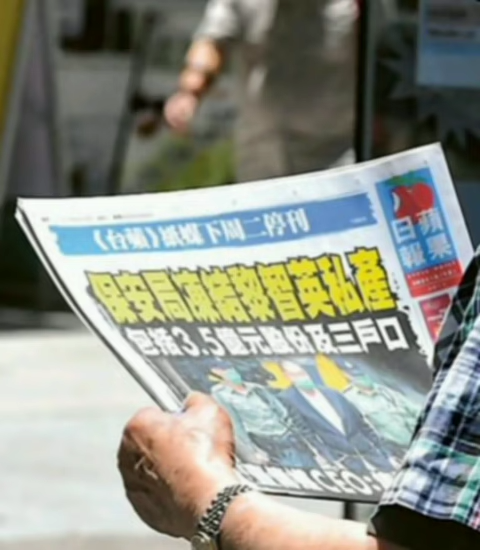 《台蘋》紙媒下周二停刊
蘋果
日報
保安局凍結黎智英私產
包括3.5億元股份及三戶口
CEO: